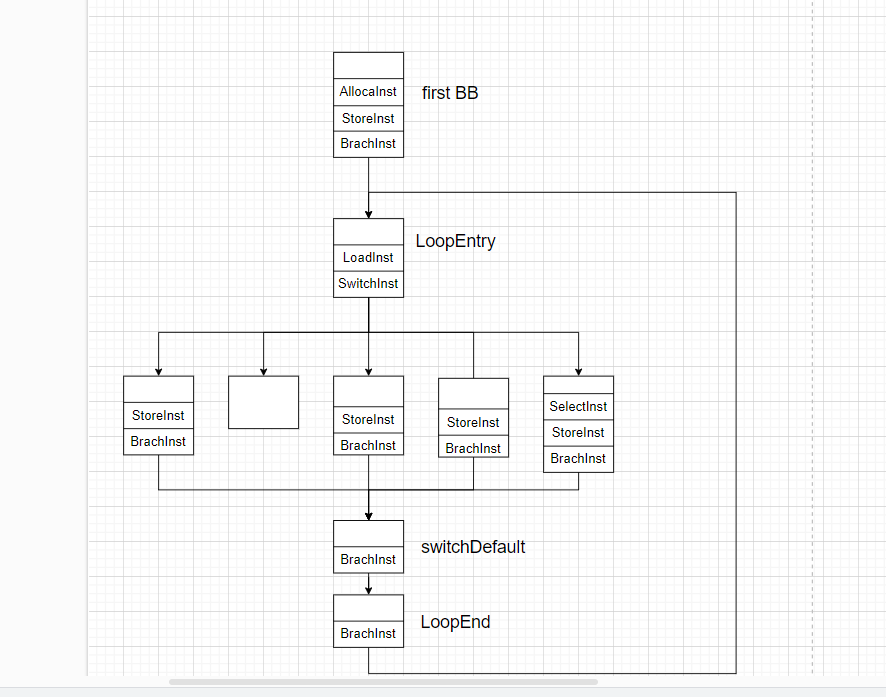 AllocaInst
first BB
StoreInst
BrachInst
LoopEntry
LoadInst
SwitchInst
StoreInst
BrachInst
StoreInst
BrachInst
StoreInst
BrachInst
SelectInst
StoreInst
BrachInst
switchDefault
BrachInst
LoopEnd
BrachInst